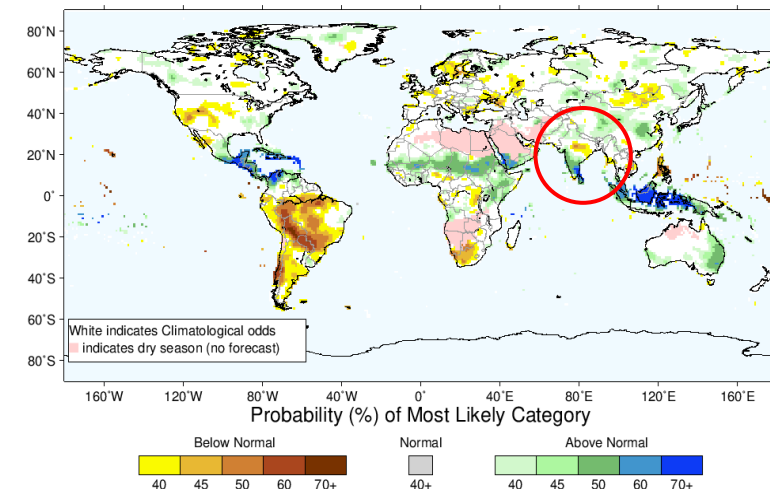 80˚N
60˚N
40˚N
20˚N
0˚
20˚S
40˚S
60˚S
80˚S
White indicates Climatological odds
indicates dry season (no forecast)
160˚W 120˚W 80˚W 40˚W 0˚ 40˚E 80˚E 120˚E 160˚E
Probability (%) of Most Likely Category
Below Normal Normal Above Normal
40 45 50 60 70+ 40+ 40 45 50 60 70+